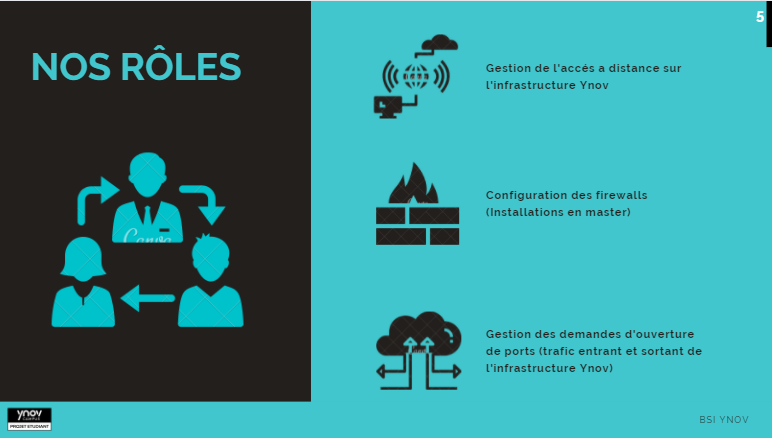 5
NOS RÔLES
Gestion de l'accés a distance sur
l'infrastructure Ynov
Configuration des firewalls
(Installations en master)
Canva
Gestion des demandes d'ouverture
de ports (trafic entrant et sortant de
l'infrastructure Ynov)
YNOV
CAMPUS
PROJET ETUDIANT
BSI YNOV